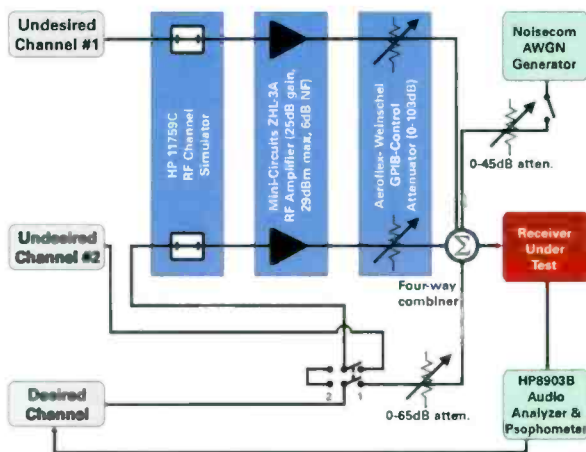 Undesired
Channel #1
HP 11759C
RF Channel
Simulator
Mini-Circuits ZHL-3A
RF Amplifier (25dB gain,
29dBm max, 6dB NF)
Aeroflex- Weinschel
GPIB-Control
Attenuator (0-103dB)
Noisecom
AWGN
Generator
0-45dB atten.
Undesired
Channel #2
Σ
Four-way
combiner
Receiver
Under
Test
2
1
0-65dB atten.
Desired
Channel
HP8903B
Audio
Analyzer &
Psophometer